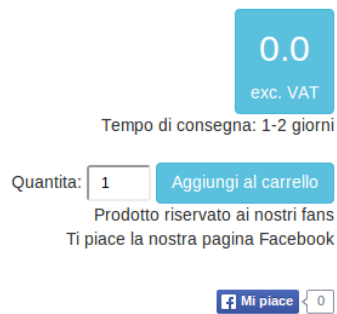 0.0
exc. VAT
Tempo di consegna: 1-2 giorni
Quantita: 1 Aggiungi al carrello
Prodotto riservato ai nostri fans
Ti piace la nostra pagina Facebook
Mi piace 0